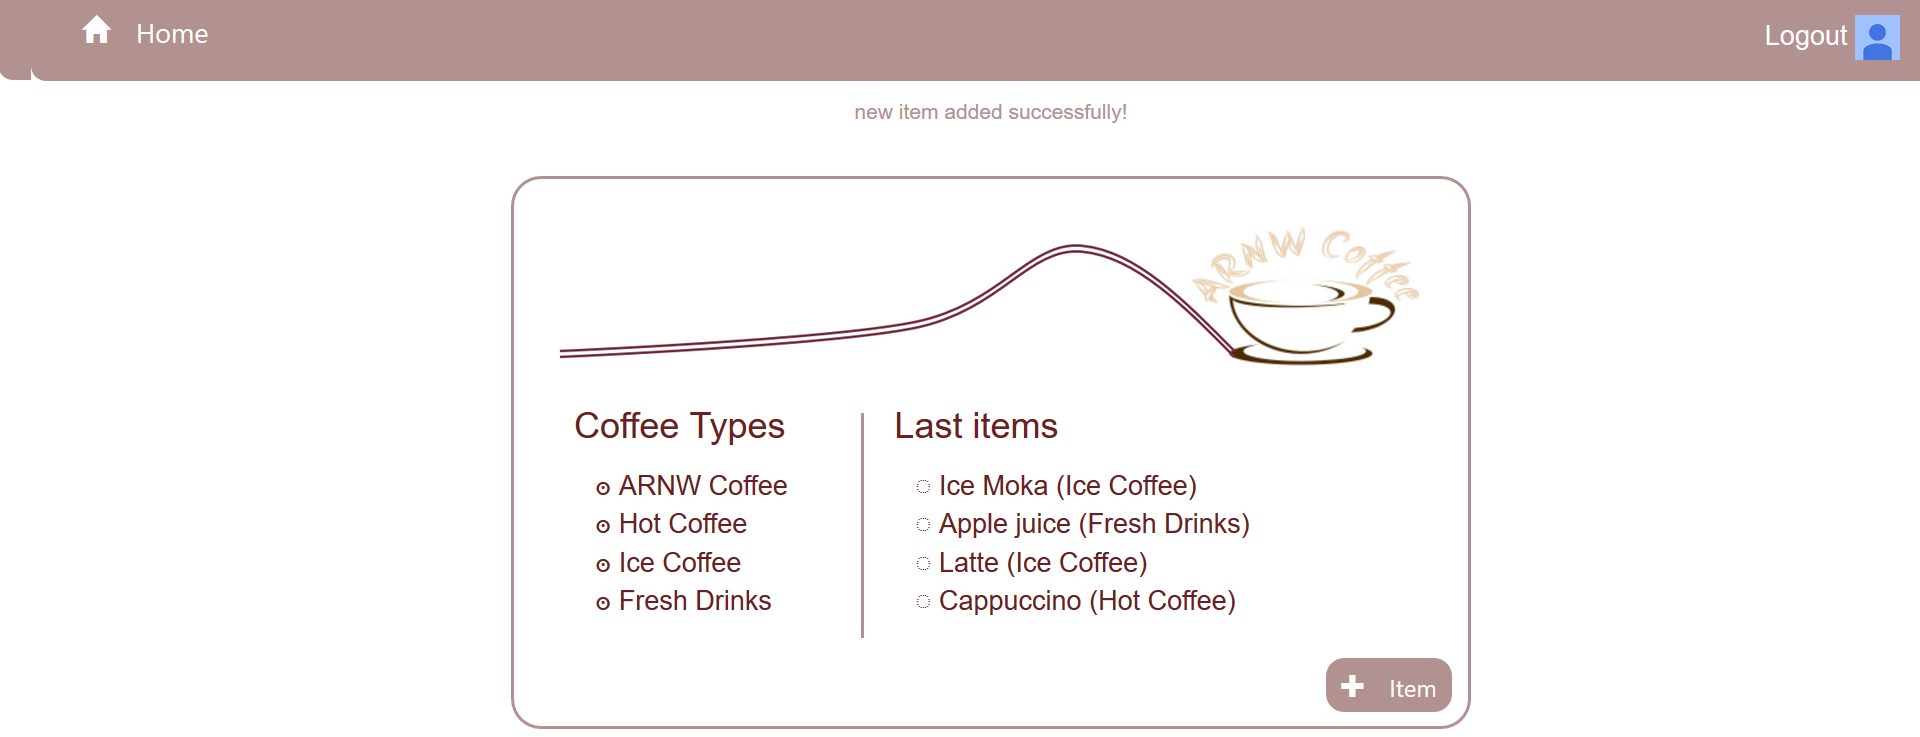 Home
Logout
new item added successfully!
ARNW Coffee
Coffee Types
ARNW Coffee
Hot Coffee
Ice Coffee
Fresh Drinks
Last items
Ice Moka (Ice Coffee)
Apple juice (Fresh Drinks)
Latte (Ice Coffee)
Cappuccino (Hot Coffee)
Item